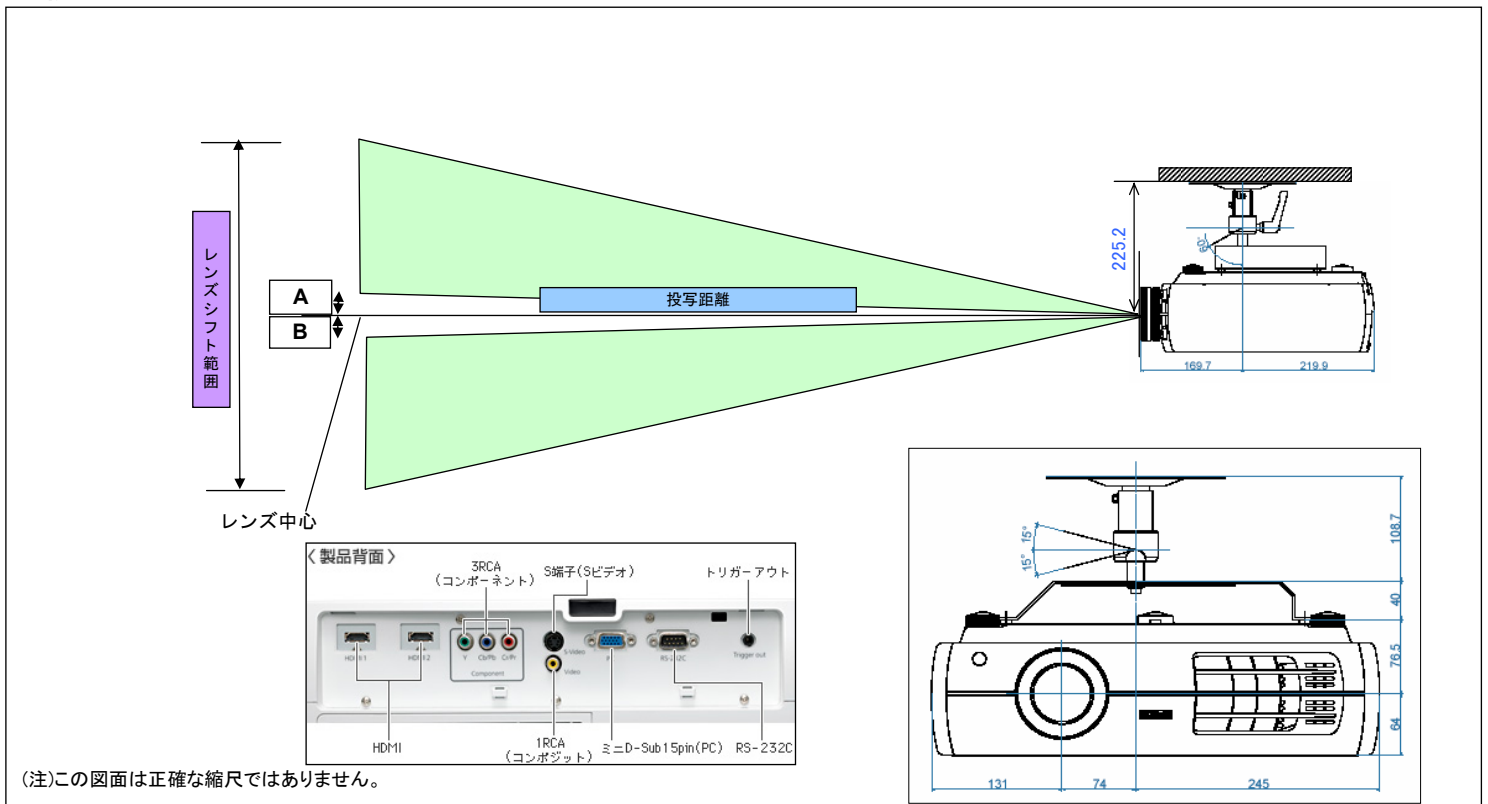 225.2
60°
レンズシフト範囲
A
B
投写距離
169.7
219.9
レンズ中心
〈製品背面〉
3RCA
(コンポーネント)
S端子(Sビデオ)
トリガーアウト
HDMI 1
HDMI 2
Y Cb/Pb Cr/Pr
Component
S-Video
Video
RS-232C
Trigger out
HDMI
1RCA
(コンポジット)
ミニD-Sub15pin(PC)
RS-232C
15°
15°
108.7
40
76.5
64
131
74
245
(注)この図面は正確な縮尺ではありません。